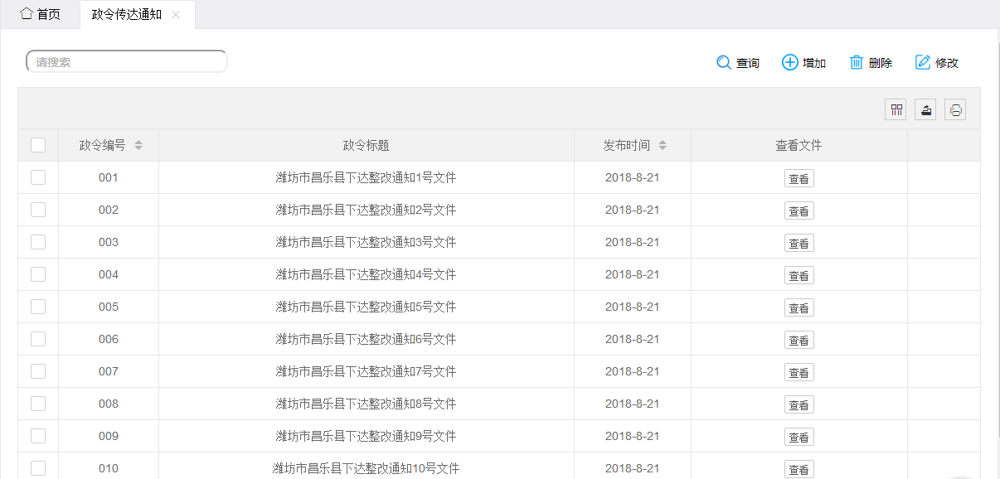 首页 政令传达通知
请搜索 查询 增加 删除 修改
政令编号 政令标题 发布时间 查看文件
001 潍坊市昌乐县下达整改通知1号文件 2018-8-21 查看
002 潍坊市昌乐县下达整改通知2号文件 2018-8-21 查看
003 潍坊市昌乐县下达整改通知3号文件 2018-8-21 查看
004 潍坊市昌乐县下达整改通知4号文件 2018-8-21 查看
005 潍坊市昌乐县下达整改通知5号文件 2018-8-21 查看
006 潍坊市昌乐县下达整改通知6号文件 2018-8-21 查看
007 潍坊市昌乐县下达整改通知7号文件 2018-8-21 查看
008 潍坊市昌乐县下达整改通知8号文件 2018-8-21 查看
009 潍坊市昌乐县下达整改通知9号文件 2018-8-21 查看
010 潍坊市昌乐县下达整改通知10号文件 2018-8-21 查看